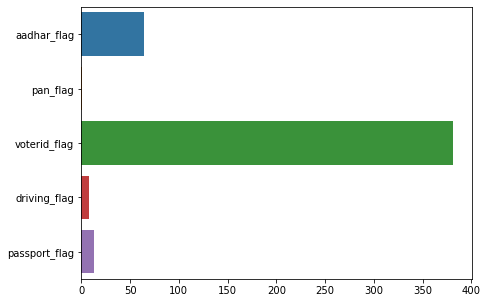 aadhar_flag
pan_flag
voterid_flag
driving_flag
passport_flag
0 50 100 150 200 250 300 350 400